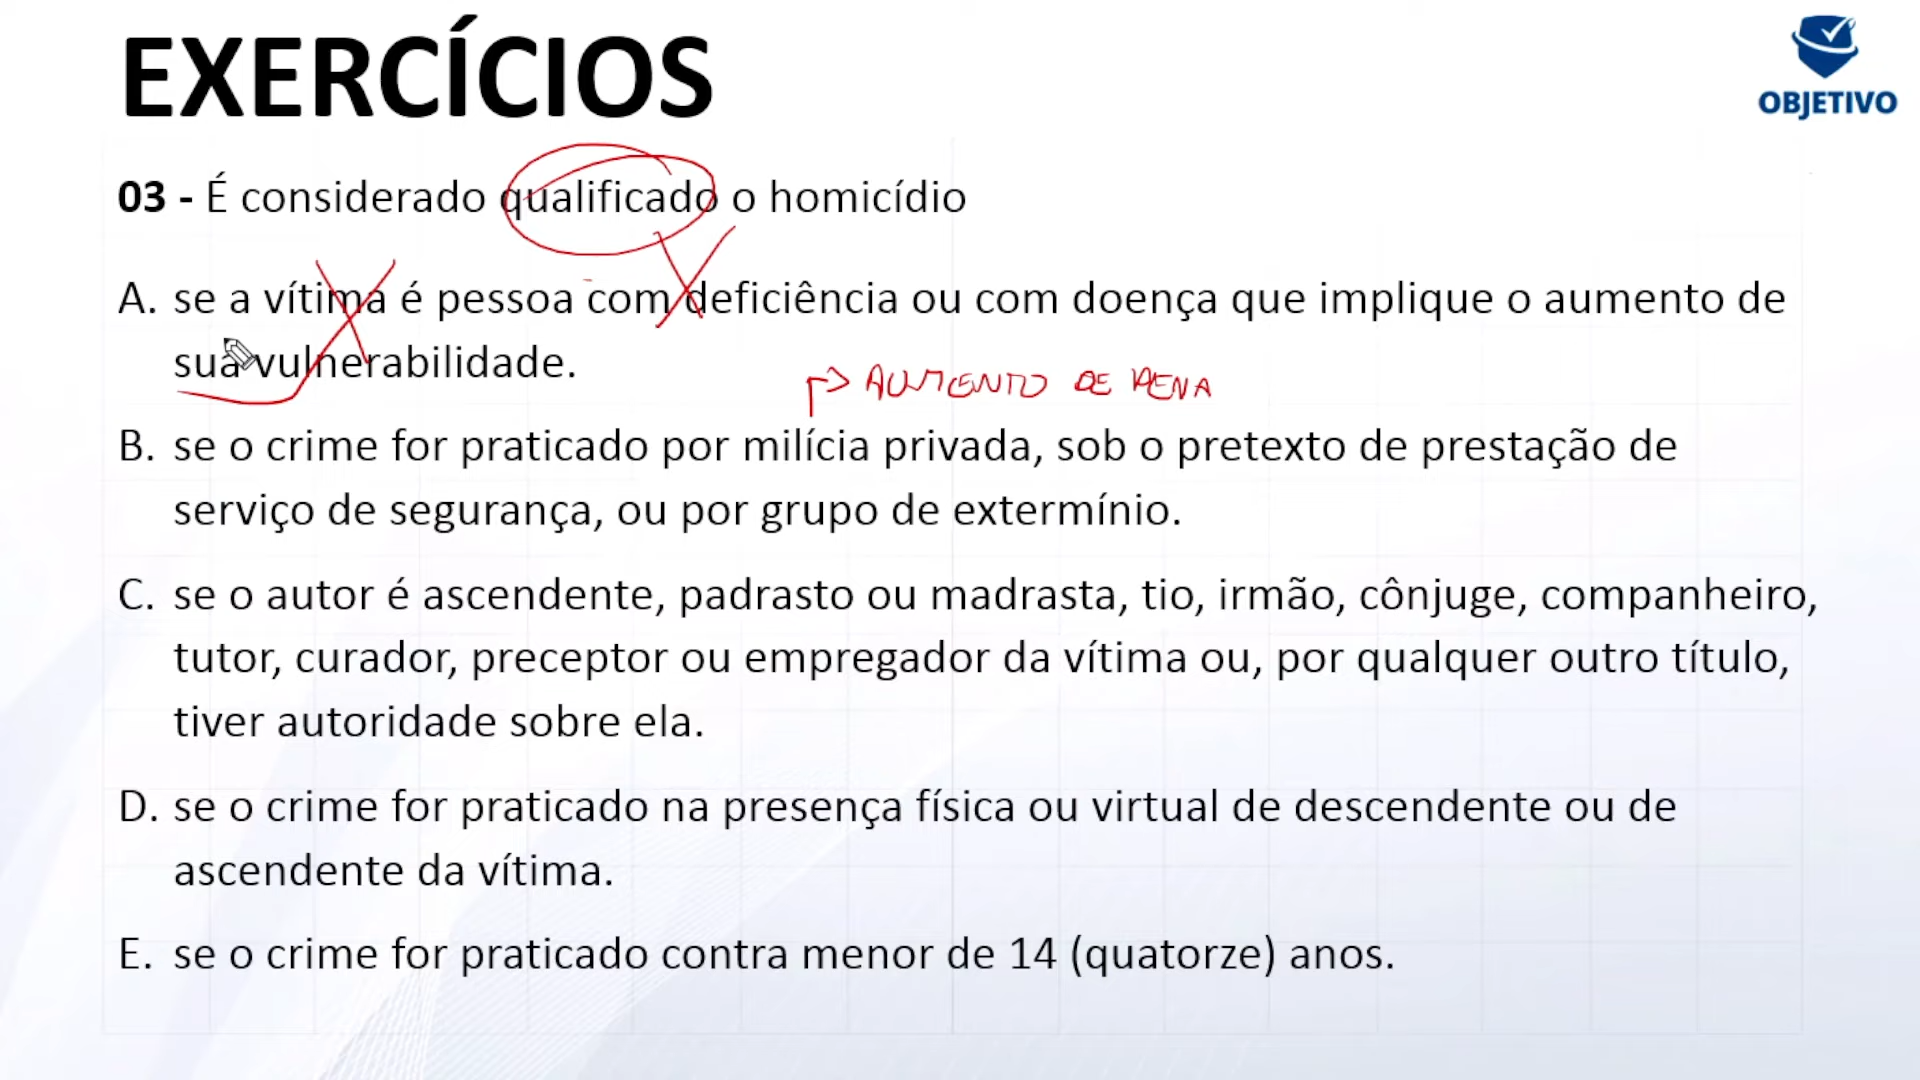 EXERCÍCIOS
OBJETIVO
03 - É considerado qualificado o homicídio
A. se a vítima é pessoa com deficiência ou com doença que implique o aumento de
sua vulnerabilidade.
AUMENTO DE PENA
B. se o crime for praticado por milícia privada, sob o pretexto de prestação de
serviço de segurança, ou por grupo de extermínio.
C. se o autor é ascendente, padrasto ou madrasta, tio, irmão, cônjuge, companheiro,
tutor, curador, preceptor ou empregador da vítima ou, por qualquer outro título,
tiver autoridade sobre ela.
D. se o crime for praticado na presença física ou virtual de descendente ou de
ascendente da vítima.
E. se o crime for praticado contra menor de 14 (quatorze) anos.